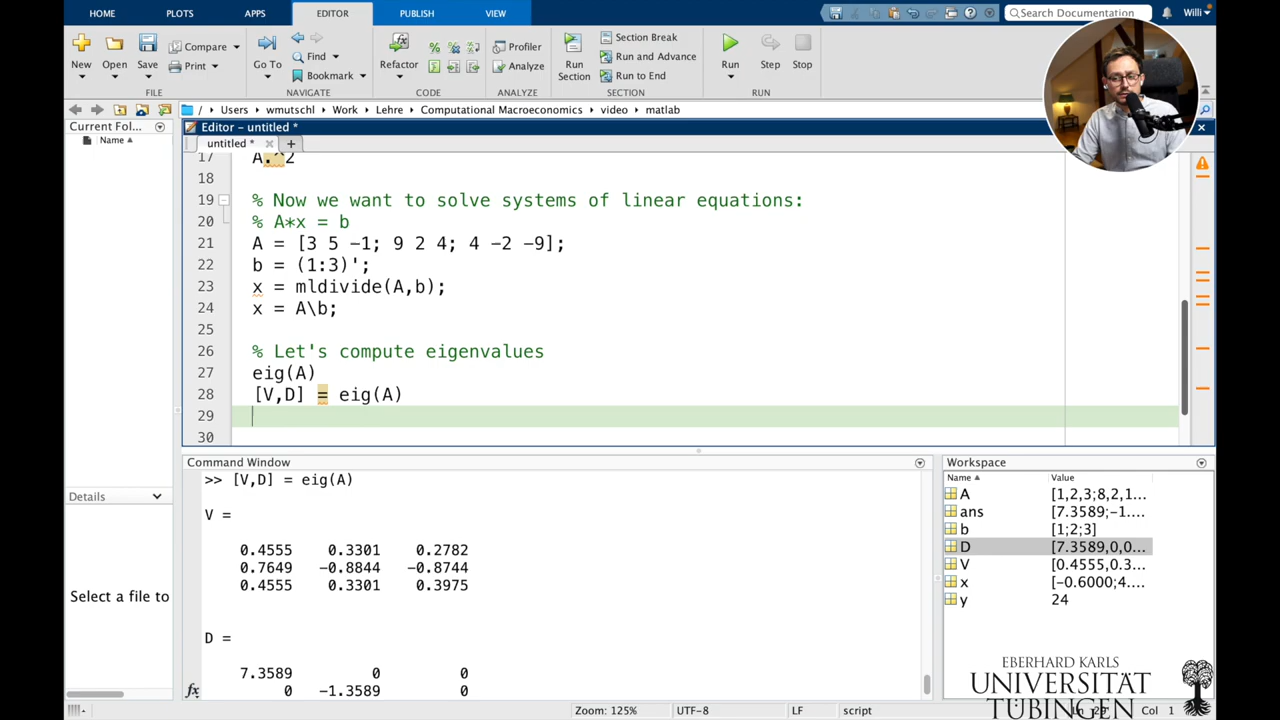 HOME PLOTS APPS EDITOR PUBLISH VIEW Search Documentation Willi
New Open Save Compare Print Go To Find Bookmark Refactor Profiler Analyze Run Section Section Break Run and Advance Run to End Run Step Stop
FILE NAVIGATE CODE ANALYZE SECTION RUN
/ Users wmutschl Work Lehre Computational Macroeconomics video matlab
Current Fol...
Name
Editor - untitled *
untitled *
17 A.^2
18
19 % Now we want to solve systems of linear equations:
20 % A*x = b
21 A = [3 5 -1; 9 2 4; 4 -2 -9];
22 b = (1:3)';
23 x = mldivide(A,b);
24 x = A\b;
25
26 % Let's compute eigenvalues
27 eig(A)
28 [V,D] = eig(A)
29
30
Details
Select a file to
Command Window
>> [V,D] = eig(A)
V =
0.4555 0.3301 0.2782
0.7649 -0.8844 -0.8744
0.4555 0.3301 0.3975
D =
7.3589 0 0
fx 0 -1.3589 0
Workspace
Name Value
A [1,2,3;8,2,1...
ans [7.3589;-1....
b [1;2;3]
D [7.3589,0,0...
V [0.4555,0.3...
x [-0.6000;4....
y 24
EBERHARD KARLS
UNIVERSITÄT
TÜBINGEN
Zoom: 125% UTF-8 LF script Col 1